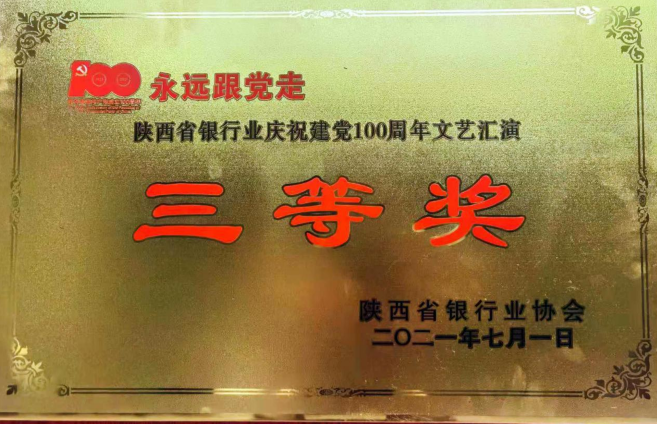 100 永远跟党走
陕西省银行业庆祝建党100周年文艺汇演
三等奖
陕西省银行业协会
二〇二一年七月一日